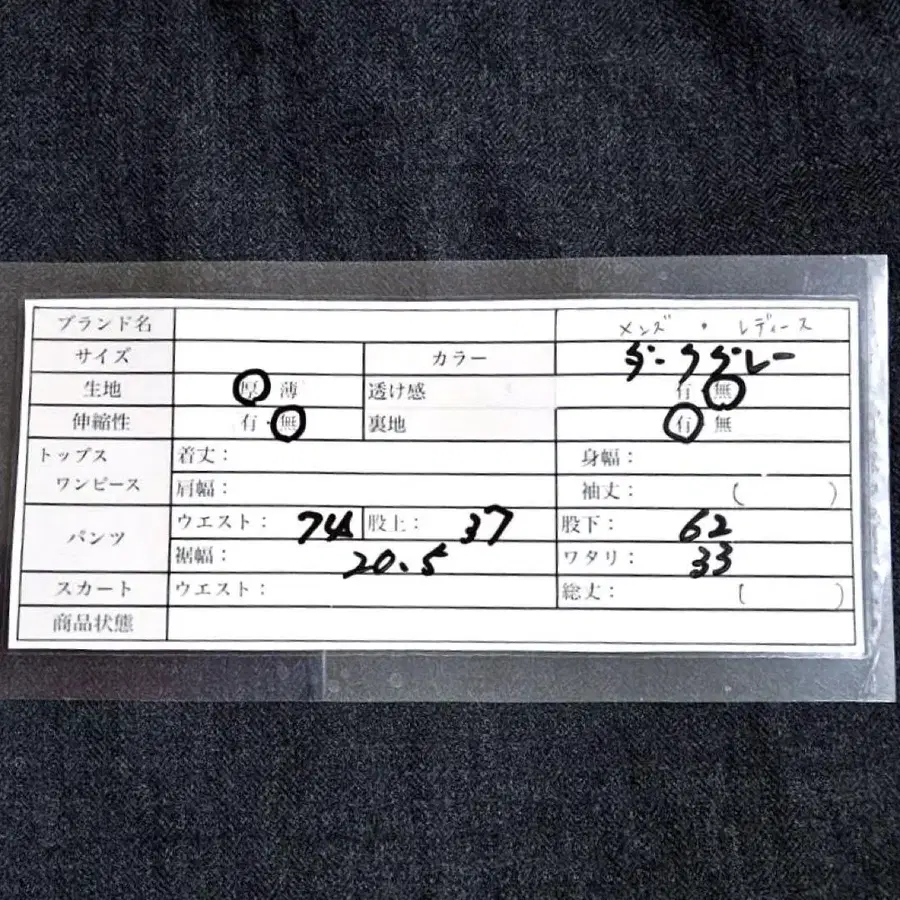 ブランド名 メンズ ・ レディース
サイズ カラー ダークグレー
生地 厚 薄 透け感 有 無
伸縮性 有・無 裏地 有 無
トップス 着丈： 身幅：
ワンピース 肩幅： 袖丈： ( )
パンツ ウエスト： 74 股上： 37 股下： 62
裾幅： 20.5 ワタリ： 33
スカート ウエスト： 総丈： ( )
商品状態